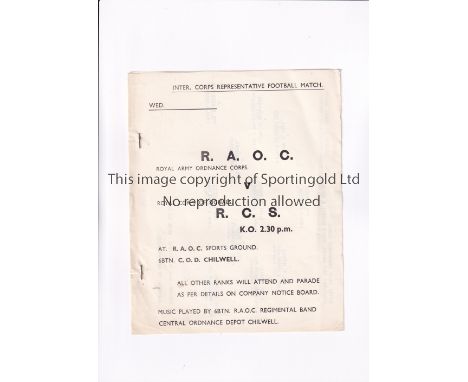 INTER. CORPS REPRESENTATIVE FOOTBALL MATCH.
WED.
R. A. O. C.
ROYAL ARMY ORDNANCE CORPS
This image copyright of Sportingold Ltd
V
No reproduction allowed
R. C. S.
K.O. 2.30 p.m.
AT. R. A. O. C. SPORTS GROUND.
6BTN. C. O. D. CHILWELL.
ALL OTHER RANKS WILL ATTEND AND PARADE
AS PER DETAILS ON COMPANY NOTICE BOARD.
MUSIC PLAYED BY 6BTN. R.A.O.C. REGIMENTAL BAND
CENTRAL ORDNANCE DEPOT CHILWELL.